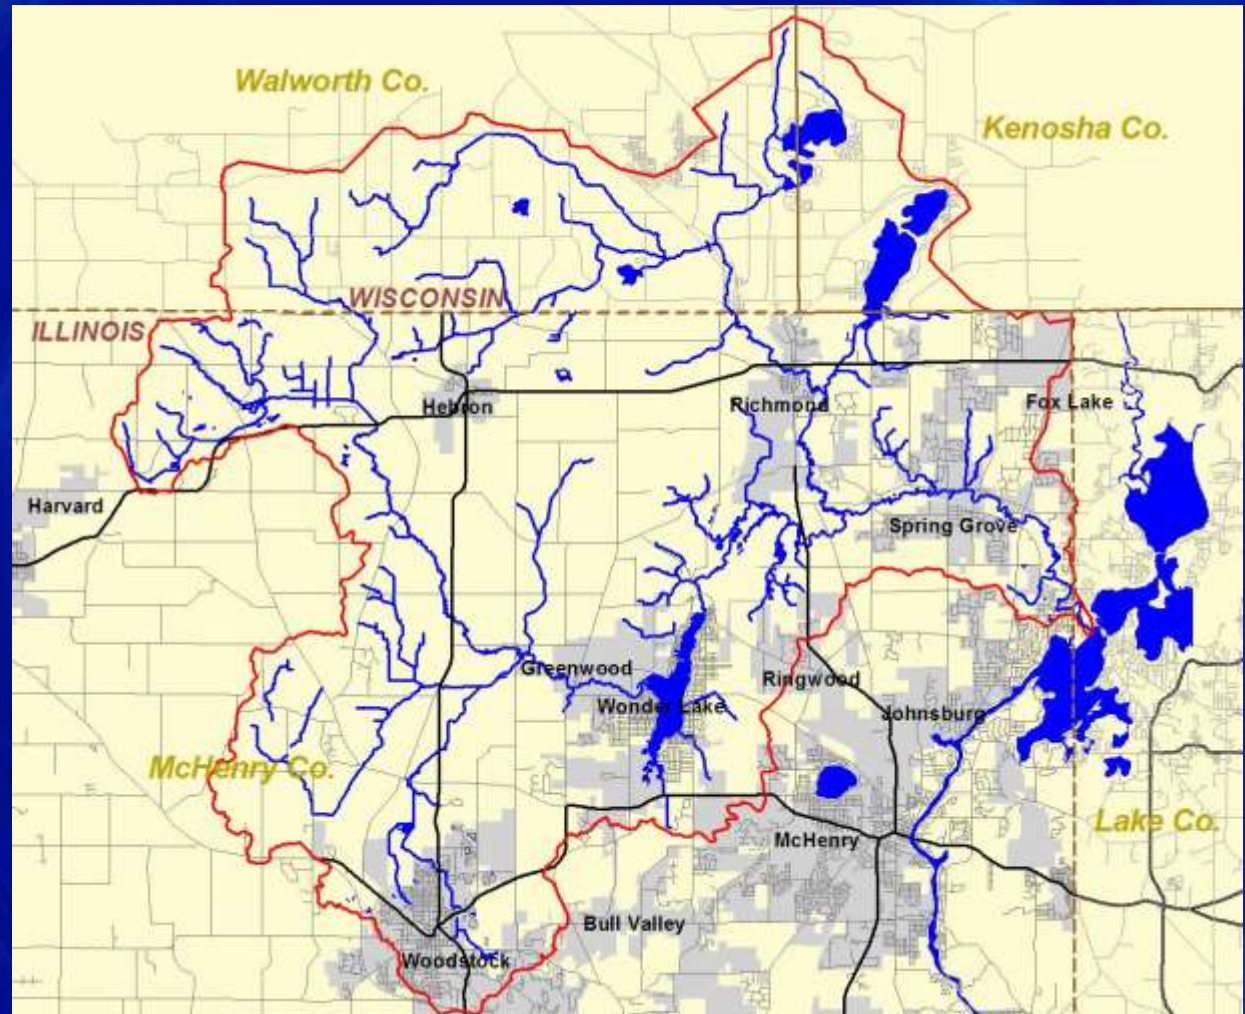 Walworth Co.
Kenosha Co.
WISCONSIN
ILLINOIS
Hebron
Richmond
Fox Lake
Harvard
Spring Grove
Greenwood
Ringwood
Wonder Lake
Johnsburg
McHenry Co.
Lake Co.
McHenry
Bull Valley
Woodstock